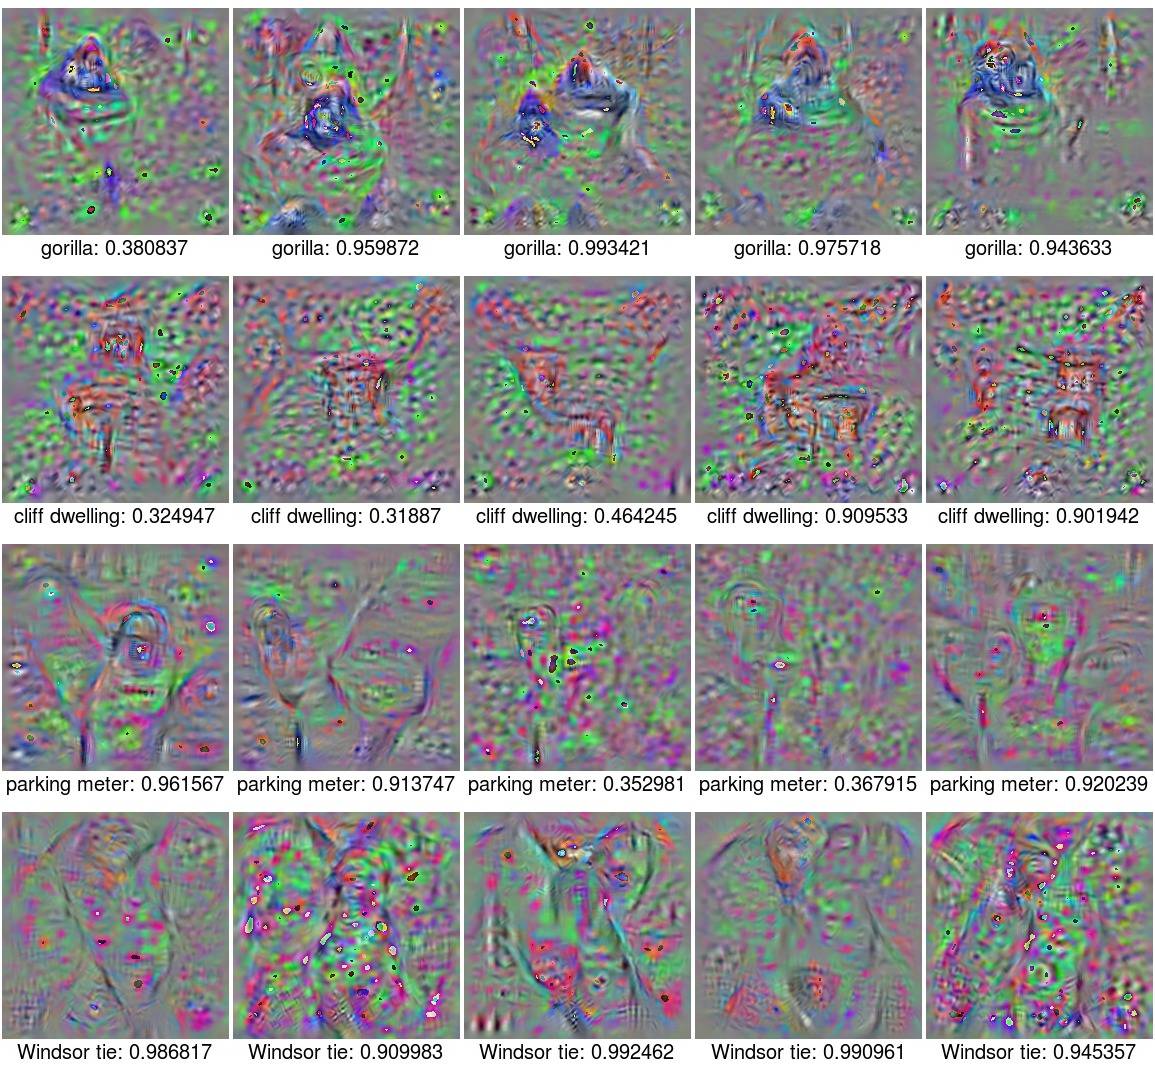 gorilla: 0.380837 gorilla: 0.959872 gorilla: 0.993421 gorilla: 0.975718 gorilla: 0.943633
cliff dwelling: 0.324947 cliff dwelling: 0.31887 cliff dwelling: 0.464245 cliff dwelling: 0.909533 cliff dwelling: 0.901942
parking meter: 0.961567 parking meter: 0.913747 parking meter: 0.352981 parking meter: 0.367915 parking meter: 0.920239
Windsor tie: 0.986817 Windsor tie: 0.909983 Windsor tie: 0.992462 Windsor tie: 0.990961 Windsor tie: 0.945357